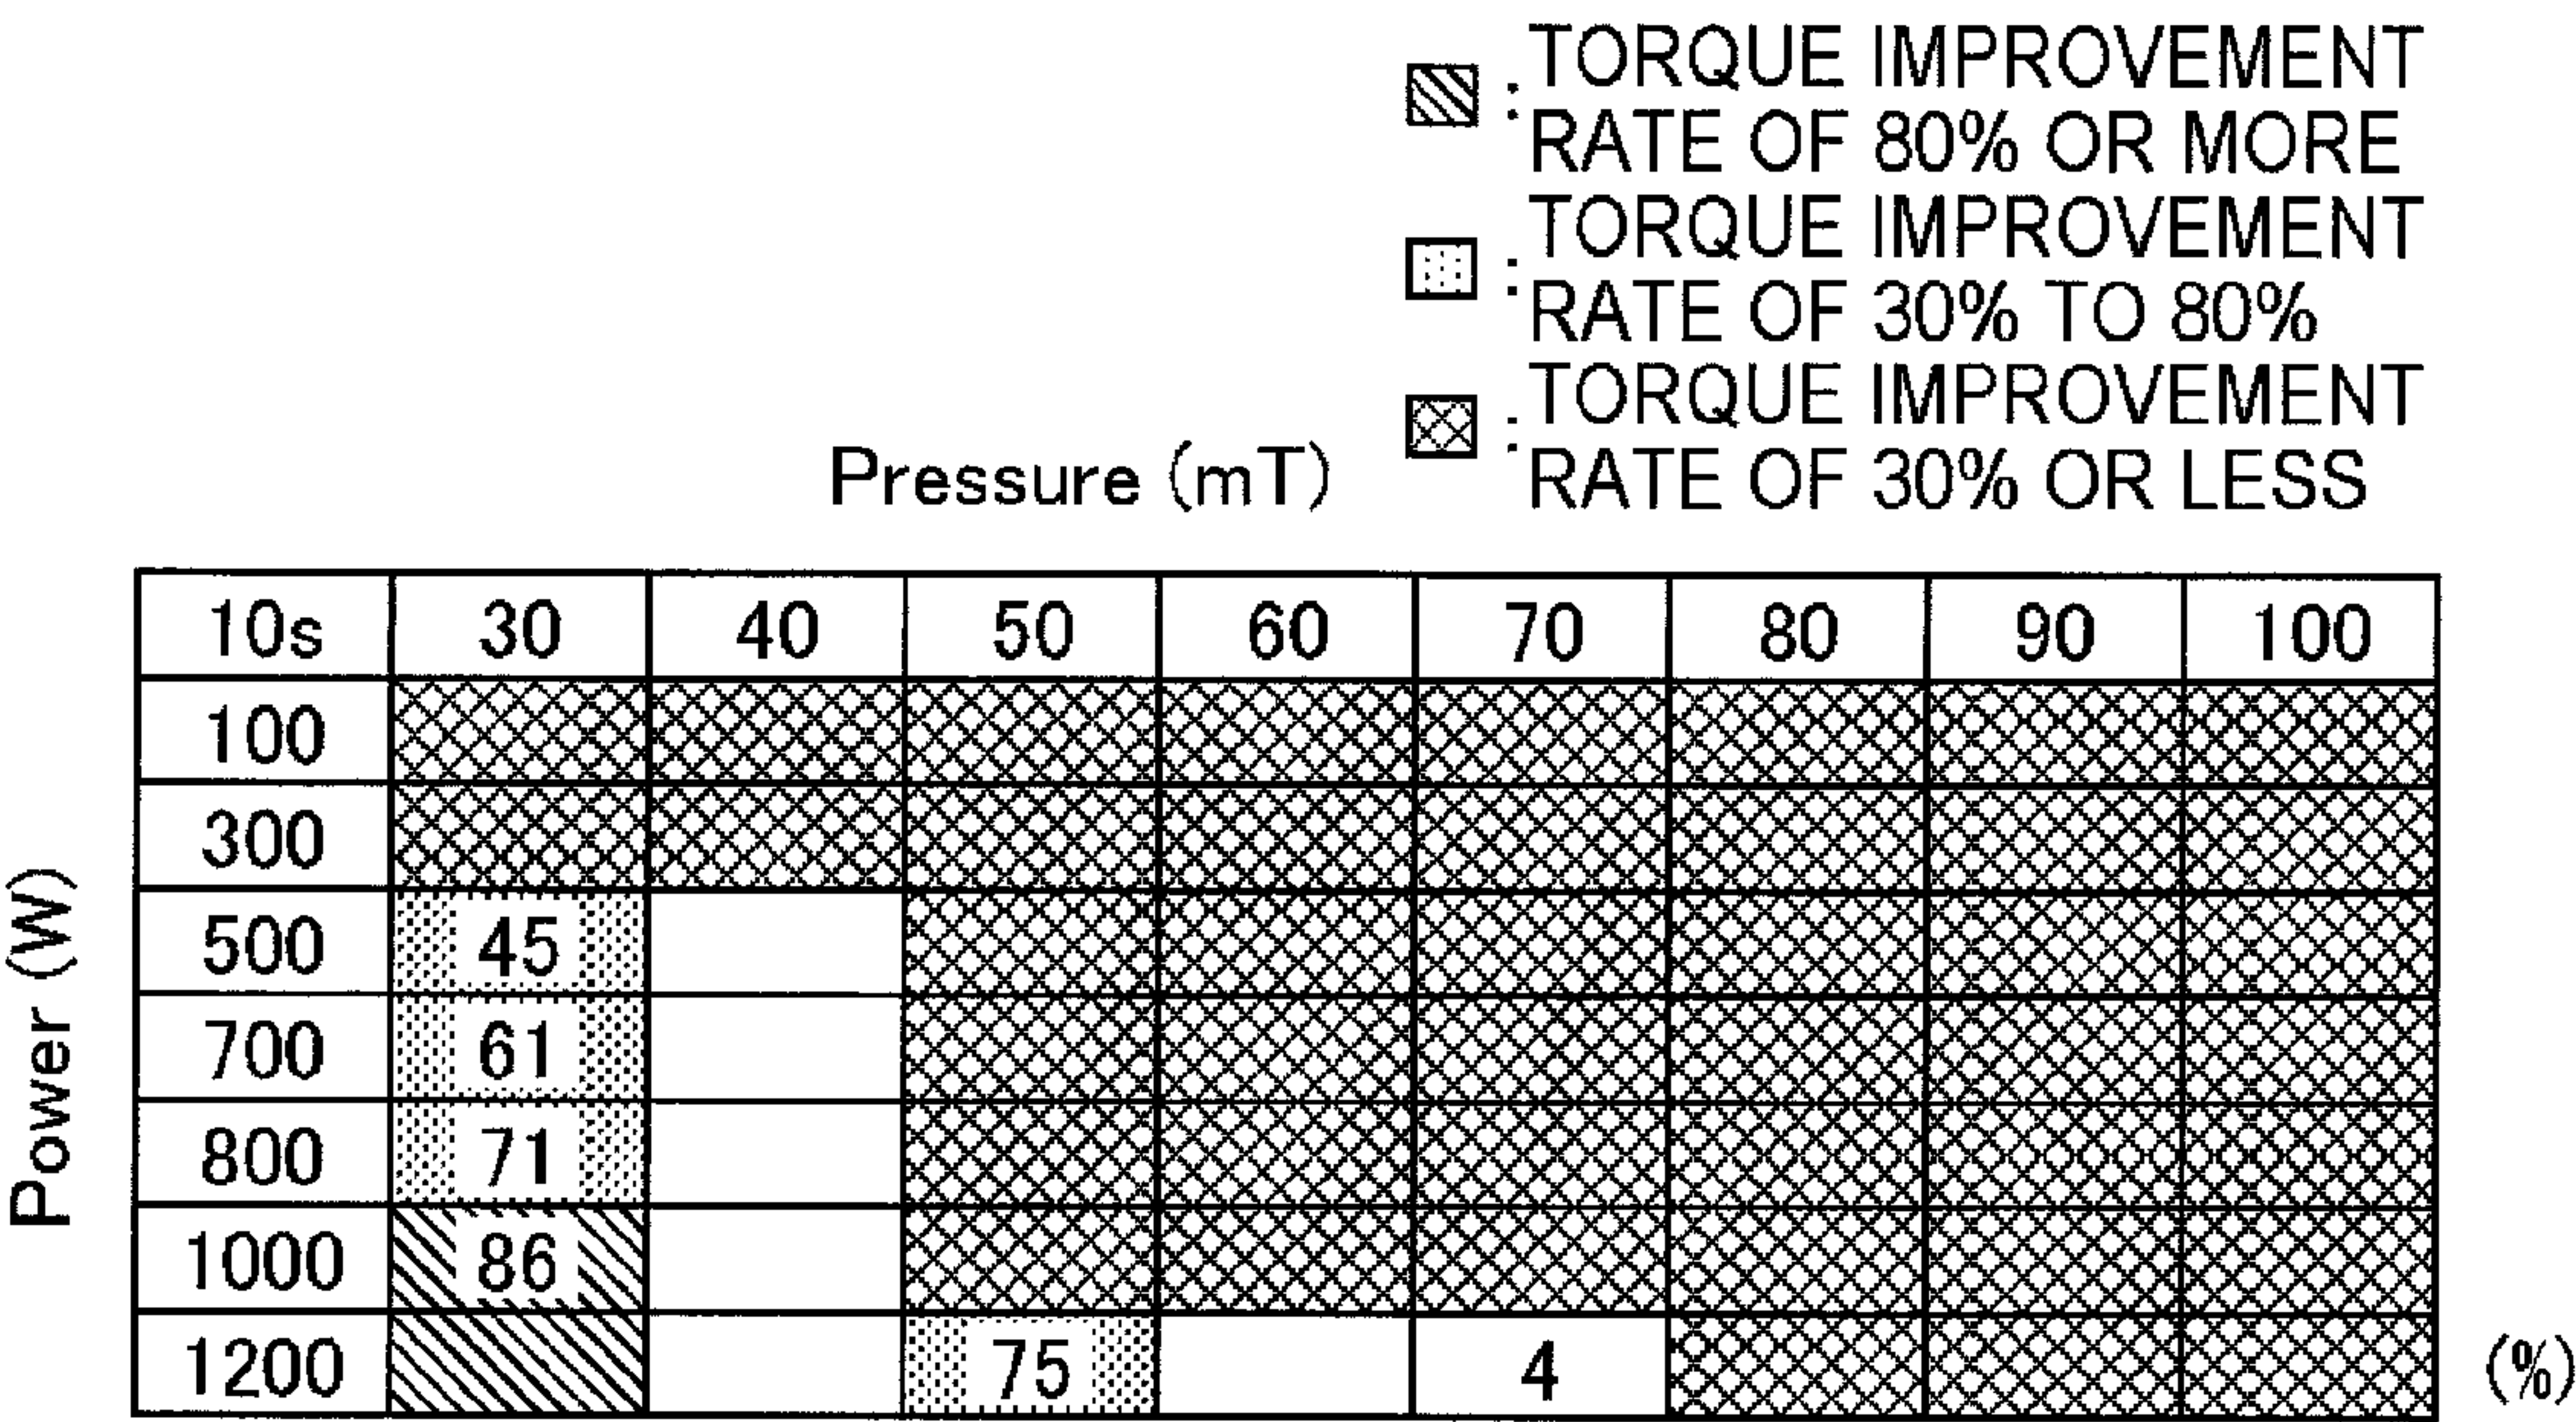 : TORQUE IMPROVEMENT
RATE OF 80% OR MORE
: TORQUE IMPROVEMENT
RATE OF 30% TO 80%
: TORQUE IMPROVEMENT
RATE OF 30% OR LESS
Pressure (mT)
10s 30 40 50 60 70 80 90 100
100
300
500 45
700 61
800 71
1000 86
1200 75 4
Power (W)
(%)